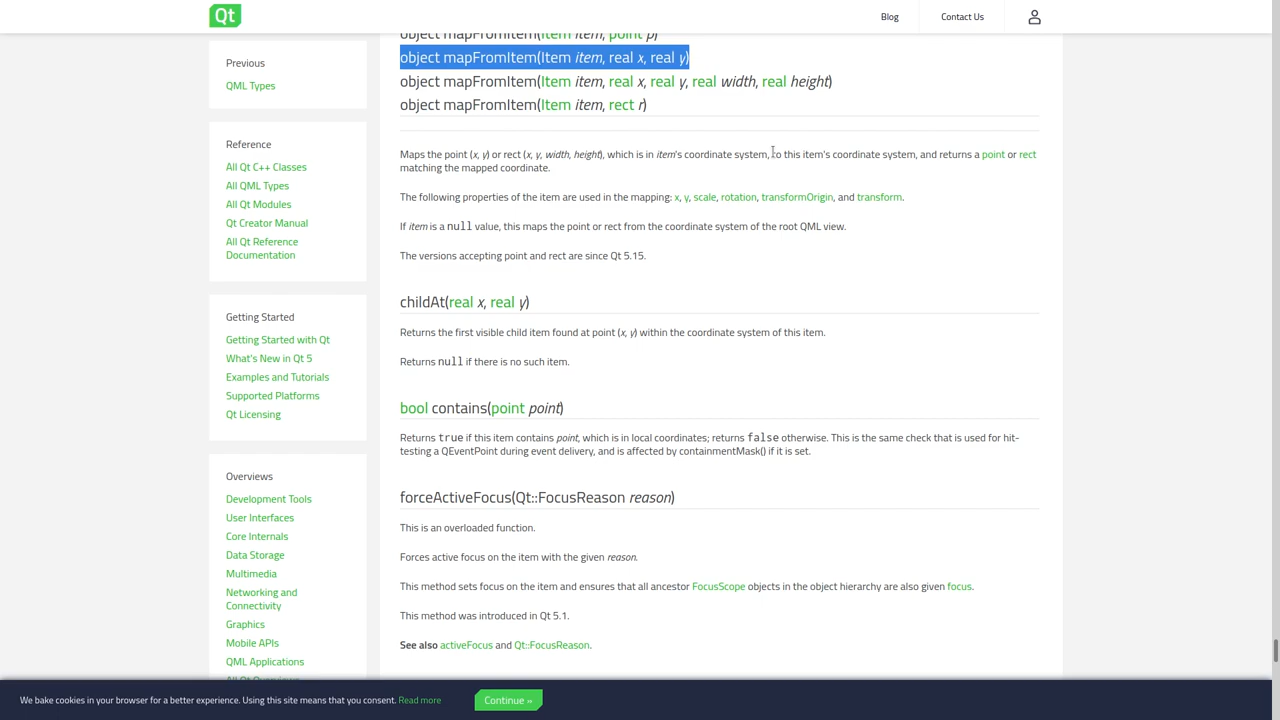 Qt
Blog
Contact Us
Previous
QML Types
Reference
All Qt C++ Classes
All QML Types
All Qt Modules
Qt Creator Manual
All Qt Reference
Documentation
Getting Started
Getting Started with Qt
What's New in Qt 5
Examples and Tutorials
Supported Platforms
Qt Licensing
Overviews
Development Tools
User Interfaces
Core Internals
Data Storage
Multimedia
Networking and
Connectivity
Graphics
Mobile APIs
QML Applications
All Qt Overviews
object mapFromItem(Item item, point p)
object mapFromItem(Item item, real x, real y)
object mapFromItem(Item item, real x, real y, real width, real height)
object mapFromItem(Item item, rect r)
Maps the point (x, y) or rect (x, y, width, height), which is in item's coordinate system, to this item's coordinate system, and returns a point or rect
matching the mapped coordinate.
The following properties of the item are used in the mapping: x, y, scale, rotation, transformOrigin, and transform.
If item is a null value, this maps the point or rect from the coordinate system of the root QML view.
The versions accepting point and rect are since Qt 5.15.
childAt(real x, real y)
Returns the first visible child item found at point (x, y) within the coordinate system of this item.
Returns null if there is no such item.
bool contains(point point)
Returns true if this item contains point, which is in local coordinates; returns false otherwise. This is the same check that is used for hit-
testing a QEventPoint during event delivery, and is affected by containmentMask() if it is set.
forceActiveFocus(Qt::FocusReason reason)
This is an overloaded function.
Forces active focus on the item with the given reason.
This method sets focus on the item and ensures that all ancestor FocusScope objects in the object hierarchy are also given focus.
This method was introduced in Qt 5.1.
See also activeFocus and Qt::FocusReason.
We bake cookies in your browser for a better experience. Using this site means that you consent. Read more
Continue »